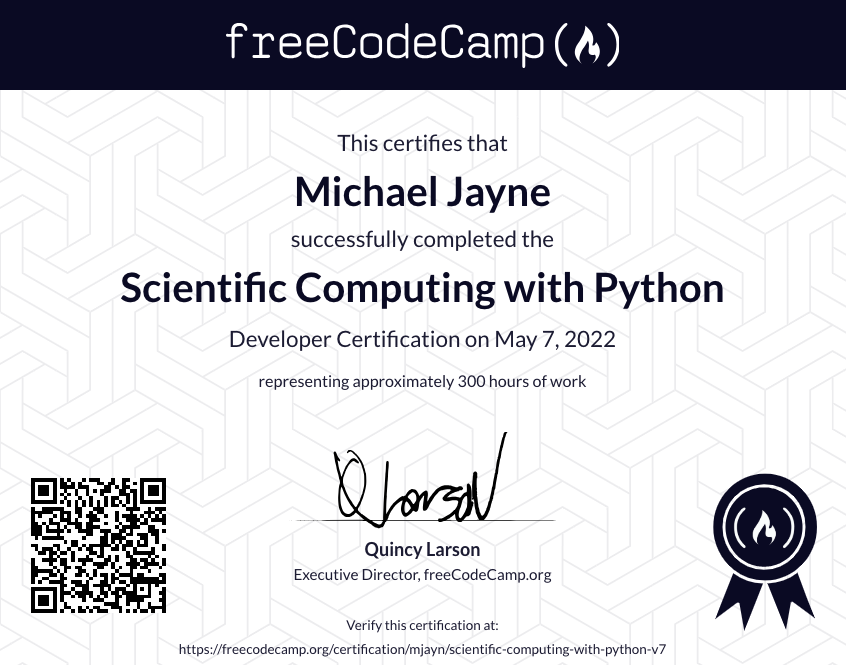 freeCodeCamp
This certifies that
Michael Jayne
successfully completed the
Scientific Computing with Python
Developer Certification on May 7, 2022
representing approximately 300 hours of work
QLarson
Quincy Larson
Executive Director, freeCodeCamp.org
Verify this certification at:
https://freecodecamp.org/certification/mjayn/scientific-computing-with-python-v7